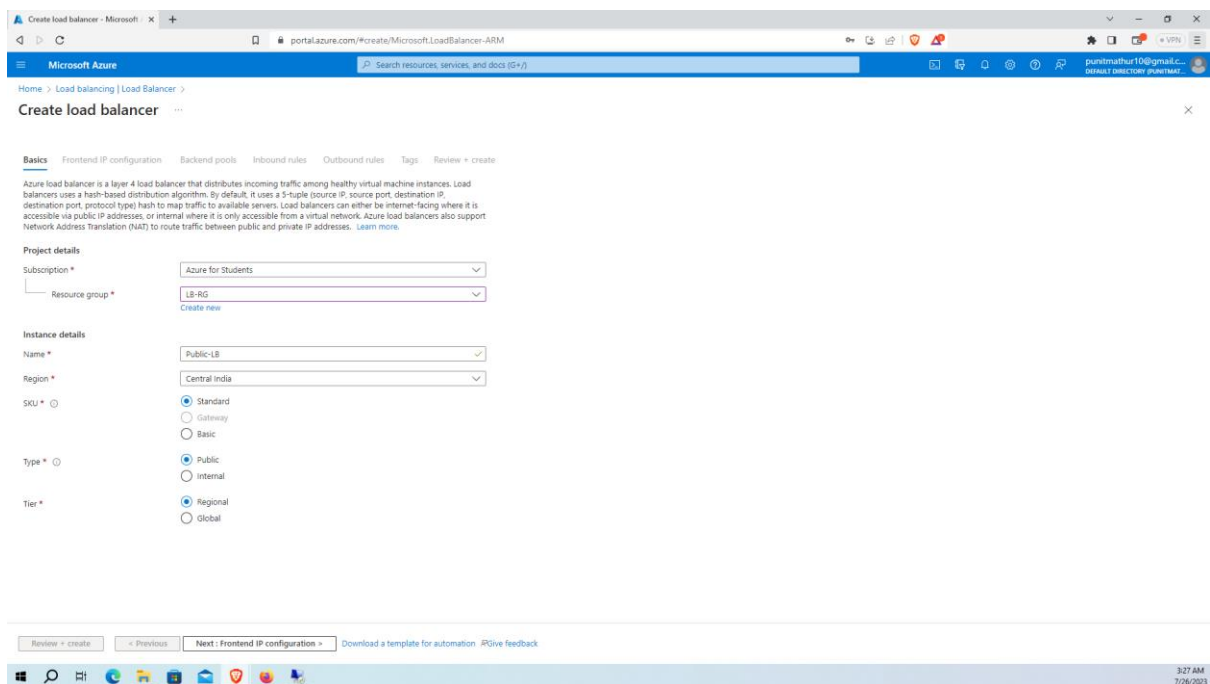 Create load balancer - Microsoft
portal.azure.com/#create/Microsoft.LoadBalancer-ARM
VPN
Microsoft Azure
Search resources, services, and docs (G+/)
punitmathur10@gmail.c...
DEFAULT DIRECTORY (PUNITMAT...
Home > Load balancing | Load Balancer >
Create load balancer ...
Basics Frontend IP configuration Backend pools Inbound rules Outbound rules Tags Review + create
Azure load balancer is a layer 4 load balancer that distributes incoming traffic among healthy virtual machine instances. Load
balancers uses a hash-based distribution algorithm. By default, it uses a 5-tuple (source IP, source port, destination IP,
destination port, protocol type) hash to map traffic to available servers. Load balancers can either be internet-facing where it is
accessible via public IP addresses, or internal where it is only accessible from a virtual network. Azure load balancers also support
Network Address Translation (NAT) to route traffic between public and private IP addresses. Learn more.
Project details
Subscription * Azure for Students
Resource group * LB-RG
Create new
Instance details
Name * Public-LB
Region * Central India
SKU * Standard
Gateway
Basic
Type * Public
Internal
Tier * Regional
Global
Review + create < Previous Next : Frontend IP configuration > Download a template for automation Give feedback
3:27 AM
7/26/2023